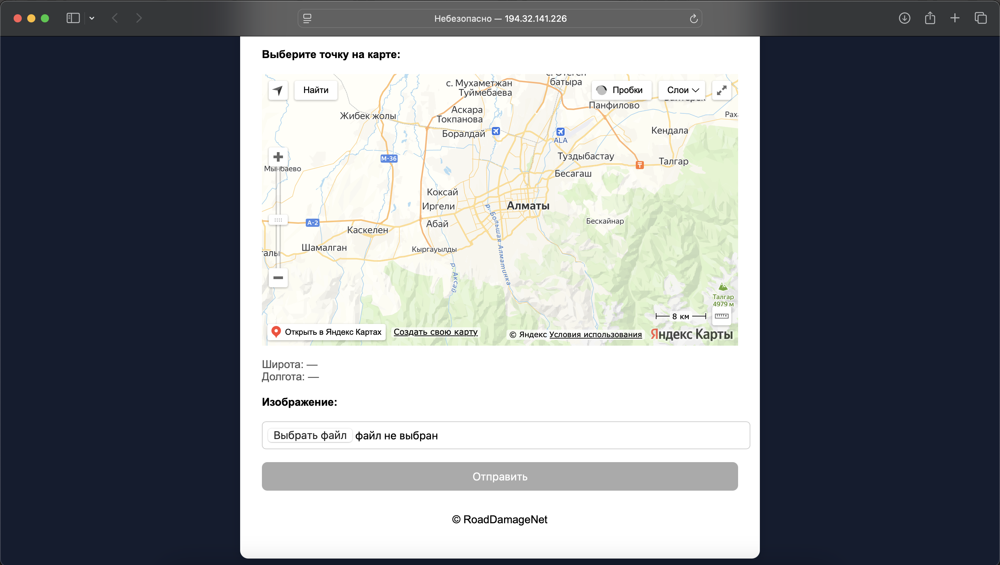 Небезопасно — 194.32.141.226
Выберите точку на карте:
с. Мухаметжан
Туймебаева
батыра
Найти
Пробки
Слои
Панфилово
Аскара
Токпанова
Жибек жолы
Кендала
Боралдай
ALA
М-36
Туздыбастау
Талгар
Мынбаево
Бесагаш
Коксай
Иргели
Алматы
р. Большая Алматинка
А-2
Абай
Бескайнар
Каскелен
Шамалган
Кыргауылды
р. Аксай
Талгар
4979 м
8 км
Открыть в Яндекс Картах
Создать свою карту
© Яндекс Условия использования
Яндекс Карты
Широта: —
Долгота: —
Изображение:
Выбрать файл файл не выбран
Отправить
© RoadDamageNet